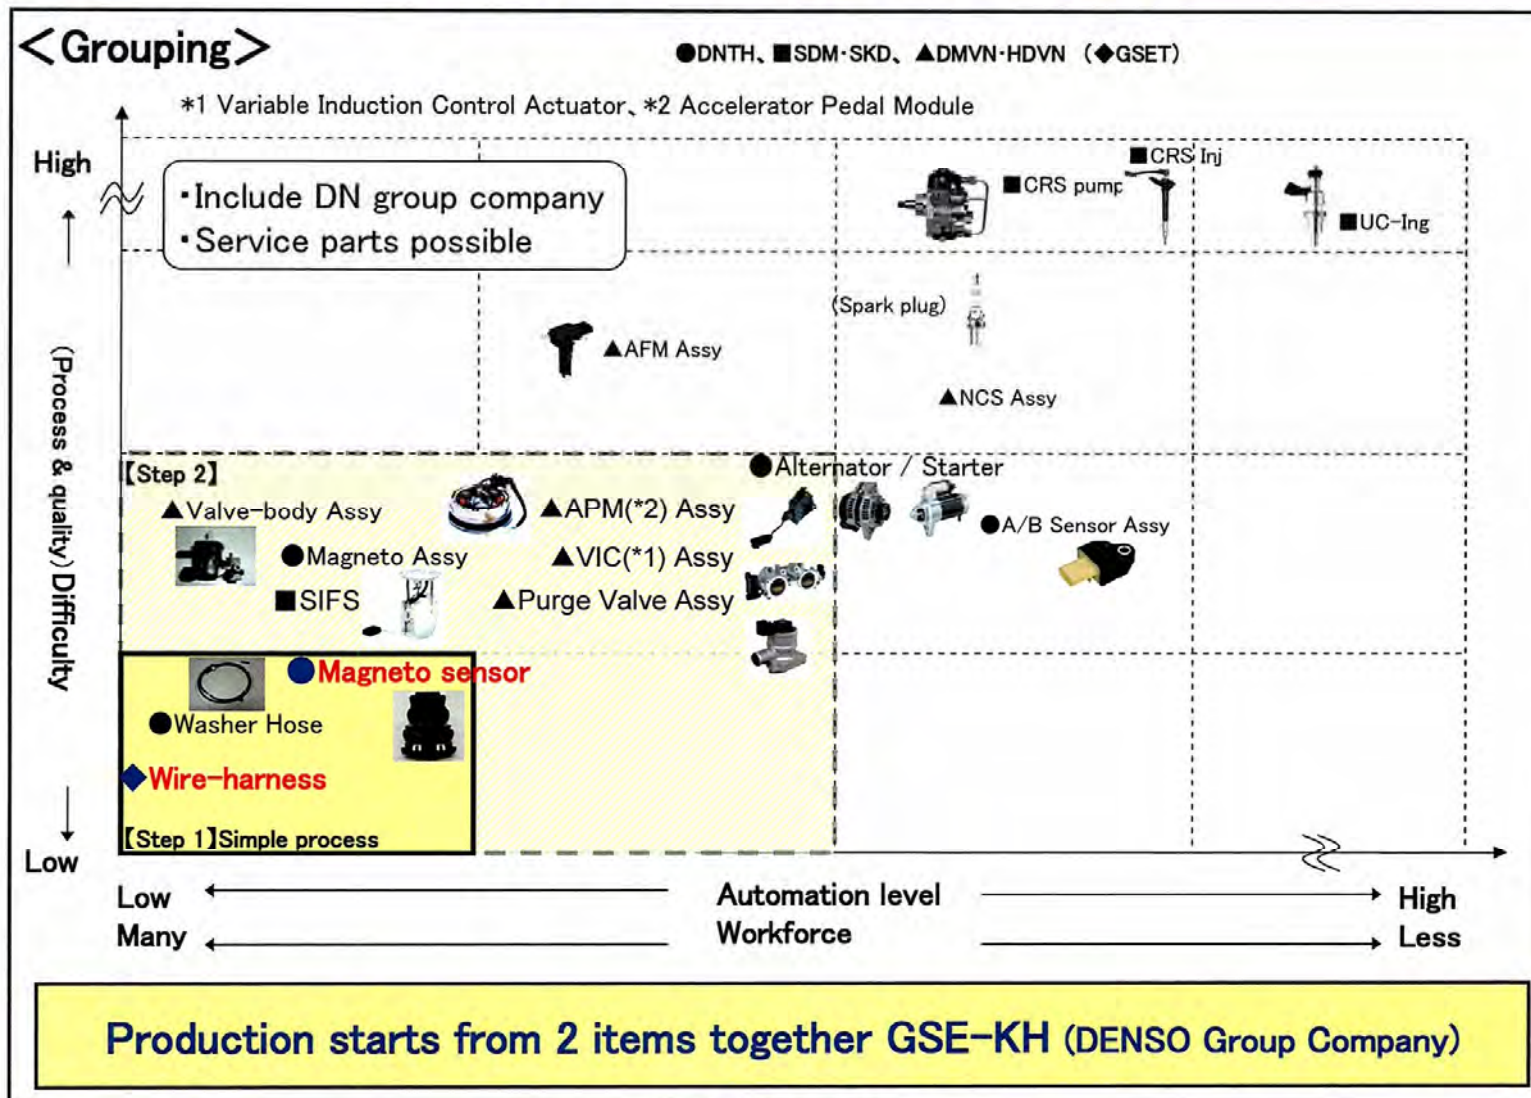 <Grouping>
●DNTH、■SDM･SKD、▲DMVN･HDVN (◆GSET)
*1 Variable Induction Control Actuator、*2 Accelerator Pedal Module
High
･Include DN group company
･Service parts possible
■CRS Inj
■CRS pump
■UC-Ing
(Spark plug)
▲AFM Assy
▲NCS Assy
(Process & quality) Difficulty
【Step 2】
●Alternator / Starter
▲Valve-body Assy
▲APM(*2) Assy
●A/B Sensor Assy
●Magneto Assy
▲VIC(*1) Assy
■SIFS
▲Purge Valve Assy
●Magneto sensor
●Washer Hose
◆Wire-harness
【Step 1】Simple process
Low
Low Automation level High
Many Workforce Less
Production starts from 2 items together GSE-KH (DENSO Group Company)